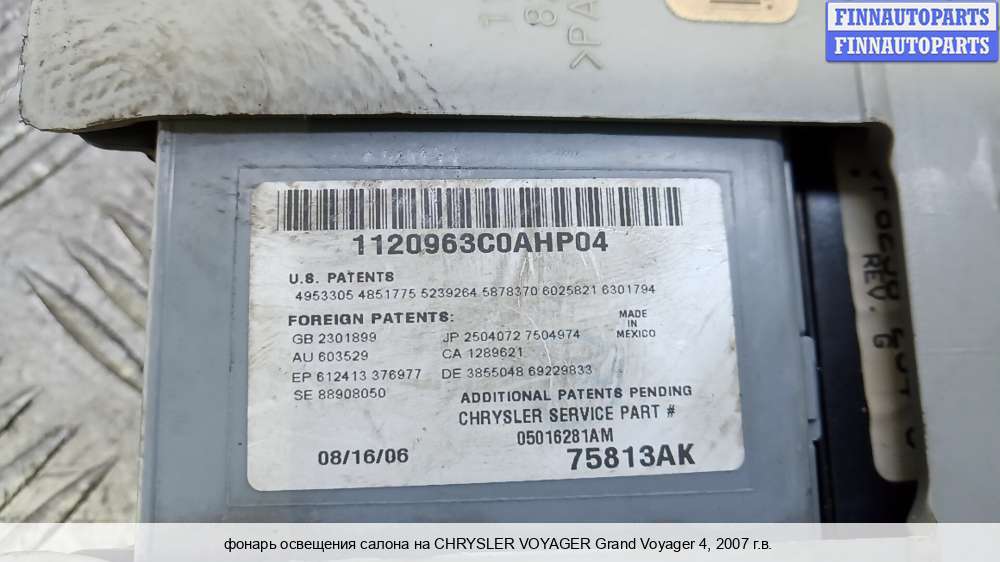 FINNAUTOPARTS
FINNAUTOPARTS
>PA
1120963C0AHP04
U.S. PATENTS
4953305 4851775 5239264 5878370 6025821 6301794
FOREIGN PATENTS:
MADE
IN
MEXICO
GB 2301899 JP 2504072 7504974
AU 603529 CA 1289621
EP 612413 376977 DE 3855048 69229833
SE 88908050
ADDITIONAL PATENTS PENDING
CHRYSLER SERVICE PART #
05016281AM
08/16/06 75813AK
REV. G
фонарь освещения салона на CHRYSLER VOYAGER Grand Voyager 4, 2007 г.в.